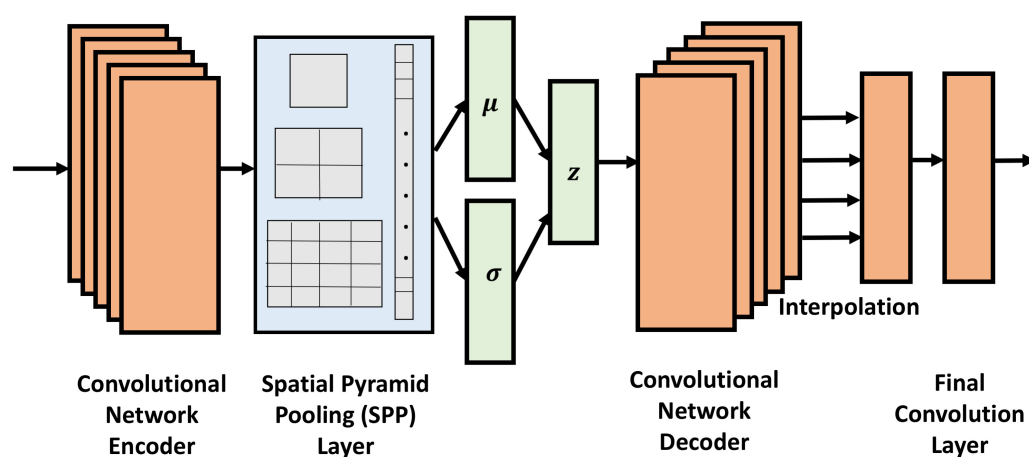 μ
σ
z
Interpolation
Convolutional
Network
Encoder
Spatial Pyramid
Pooling (SPP)
Layer
Convolutional
Network
Decoder
Final
Convolution
Layer